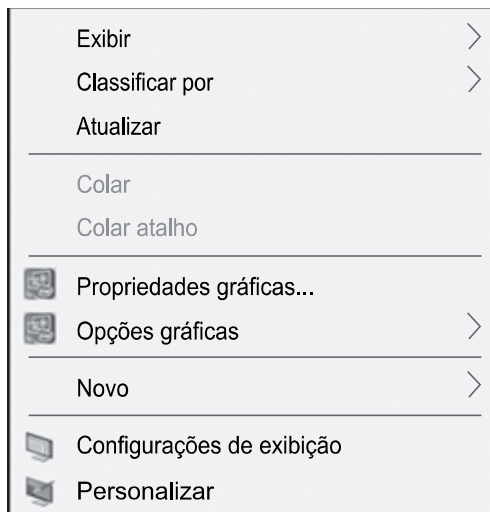 Exibir
Classificar por
Atualizar
Colar
Colar atalho
Propriedades gráficas...
Opções gráficas
Novo
Configurações de exibição
Personalizar